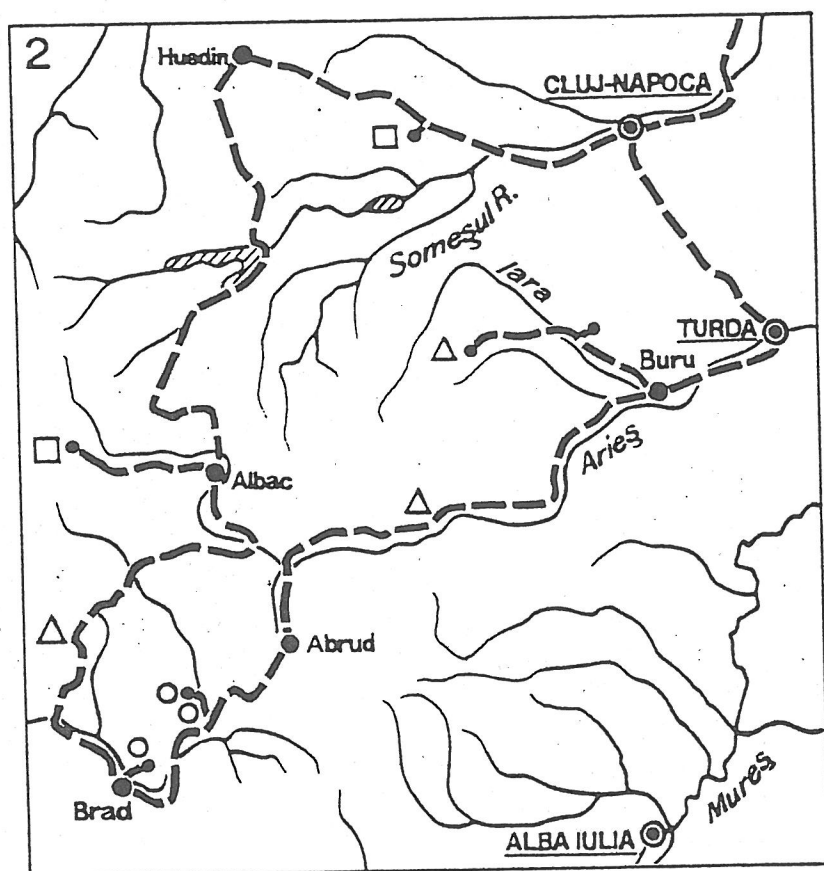 2
Husdin
CLUJ-NAPOCA
Someşul R.
Iara
TURDA
Buru
Arieş
Albac
Abrud
Brad
Mureş
ALBA IULIA